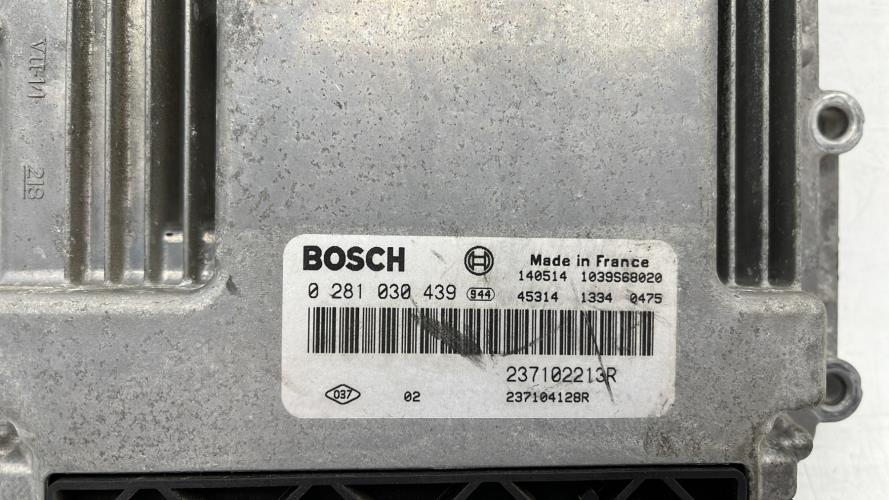 218
BOSCH Made in France
140514 1039S68020
0 281 030 439 944 45314 1334 0475
237102213R
037 02 237104128R